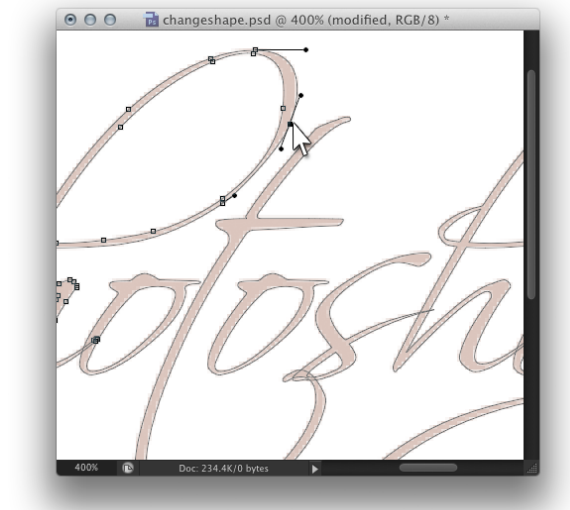 changeshape.psd @ 400% (modified, RGB/8) *
otosh
400% Doc: 234.4K/0 bytes